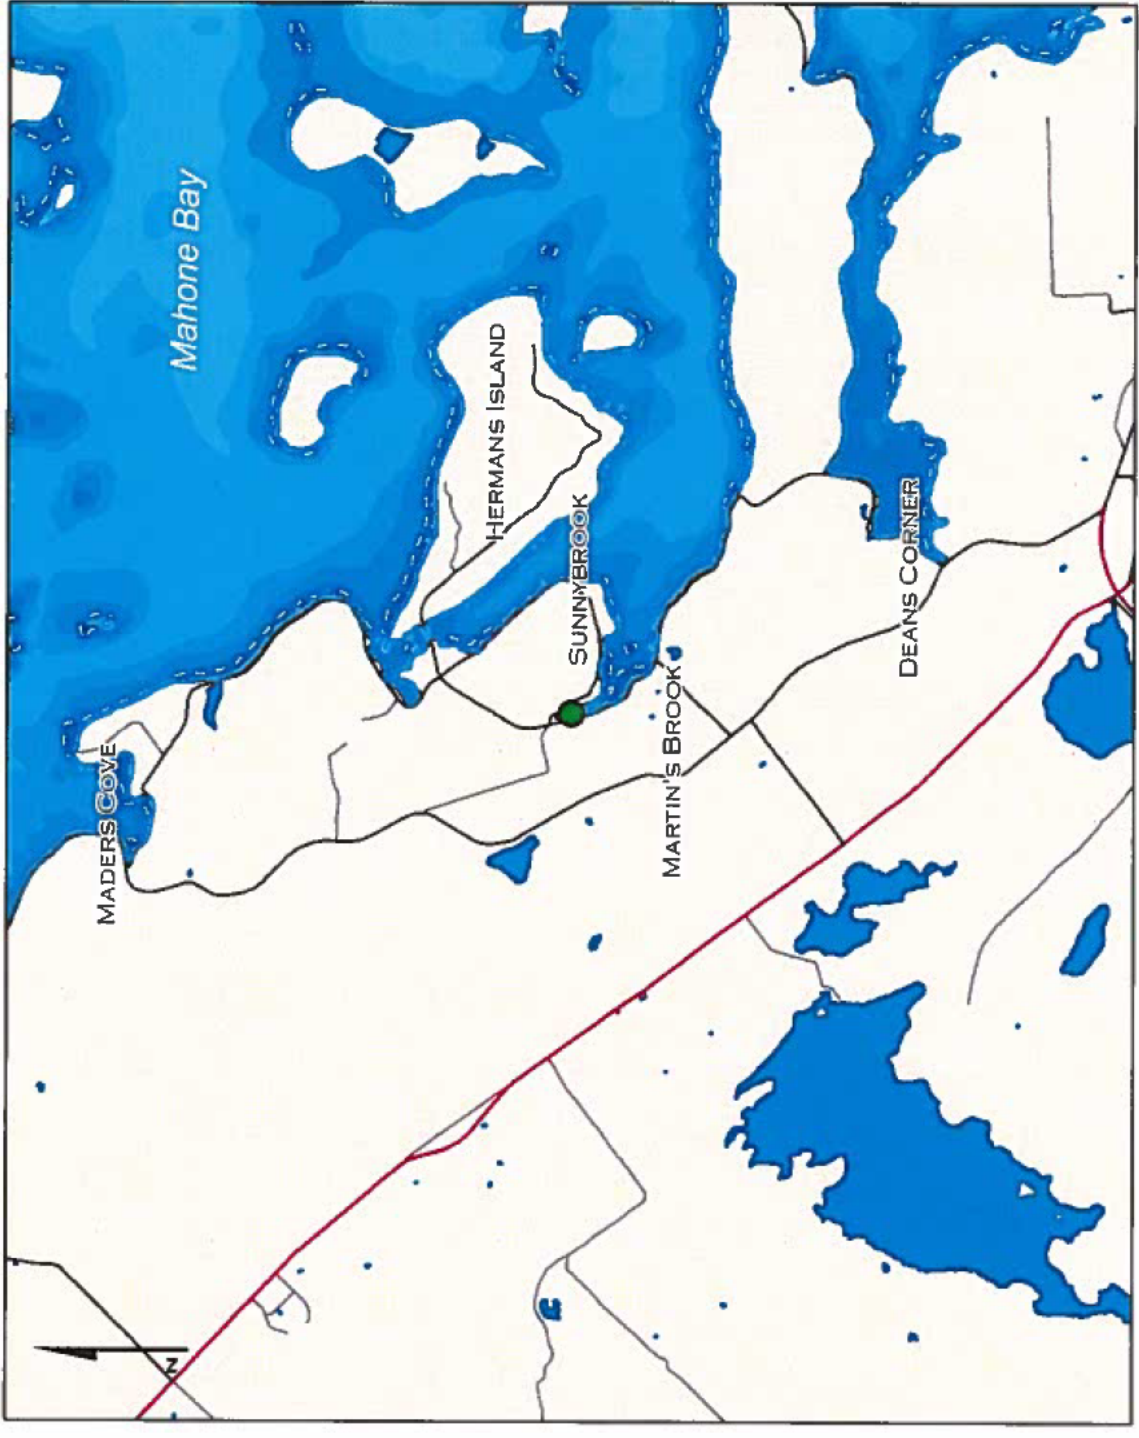 Mahone Bay
MADERS COVE
HERMANS ISLAND
SUNNYBROOK
MARTIN'S BROOK
DEANS CORNER
N